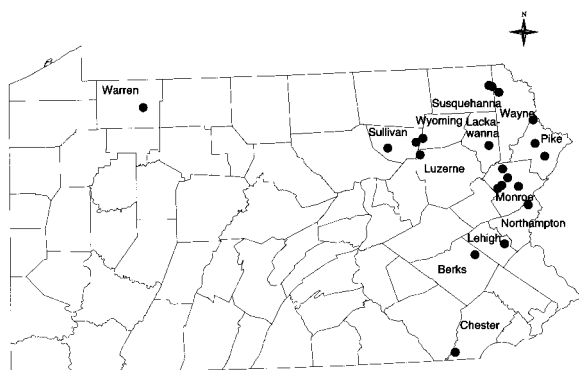 N
Warren
Susquehanna
Wayne
Wyoming
Lacka-
wanna
Sullivan
Pike
Luzerne
Monroe
Northampton
Lehigh
Berks
Chester